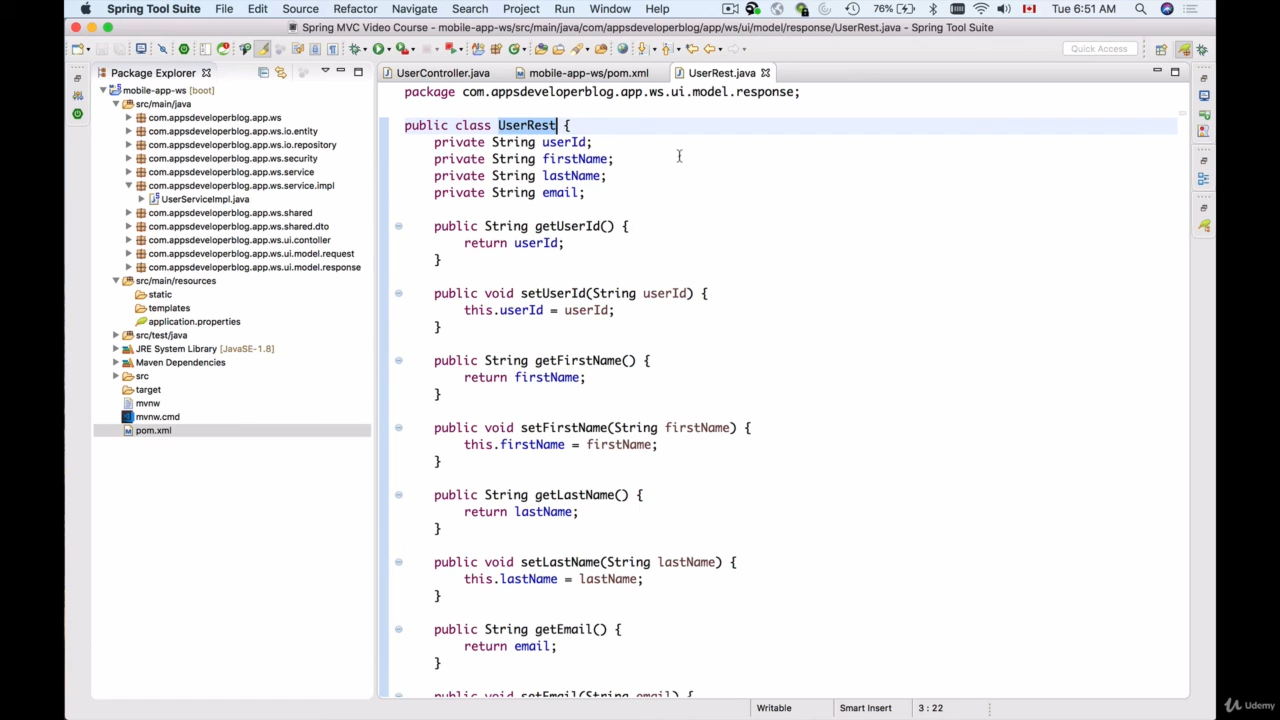 Spring Tool Suite File Edit Source Refactor Navigate Search Project Run Window Help 76% Tue 6:51 AM
Spring MVC Video Course - mobile-app-ws/src/main/java/com/appsdeveloperblog/app/ws/ui/model/response/UserRest.java - Spring Tool Suite
Quick Access
Package Explorer
mobile-app-ws [boot]
src/main/java
com.appsdeveloperblog.app.ws
com.appsdeveloperblog.app.ws.io.entity
com.appsdeveloperblog.app.ws.io.repository
com.appsdeveloperblog.app.ws.security
com.appsdeveloperblog.app.ws.service
com.appsdeveloperblog.app.ws.service.impl
UserServiceImpl.java
com.appsdeveloperblog.app.ws.shared
com.appsdeveloperblog.app.ws.shared.dto
com.appsdeveloperblog.app.ws.ui.contoller
com.appsdeveloperblog.app.ws.ui.model.request
com.appsdeveloperblog.app.ws.ui.model.response
src/main/resources
static
templates
application.properties
src/test/java
JRE System Library [JavaSE-1.8]
Maven Dependencies
src
target
mvnw
mvnw.cmd
pom.xml
UserController.java mobile-app-ws/pom.xml UserRest.java
package com.appsdeveloperblog.app.ws.ui.model.response;
public class UserRest {
private String userId;
private String firstName;
private String lastName;
private String email;
public String getUserId() {
return userId;
}
public void setUserId(String userId) {
this.userId = userId;
}
public String getFirstName() {
return firstName;
}
public void setFirstName(String firstName) {
this.firstName = firstName;
}
public String getLastName() {
return lastName;
}
public void setLastName(String lastName) {
this.lastName = lastName;
}
public String getEmail() {
return email;
}
public void setEmail(String email) {
Writable Smart Insert 3 : 22
Udemy